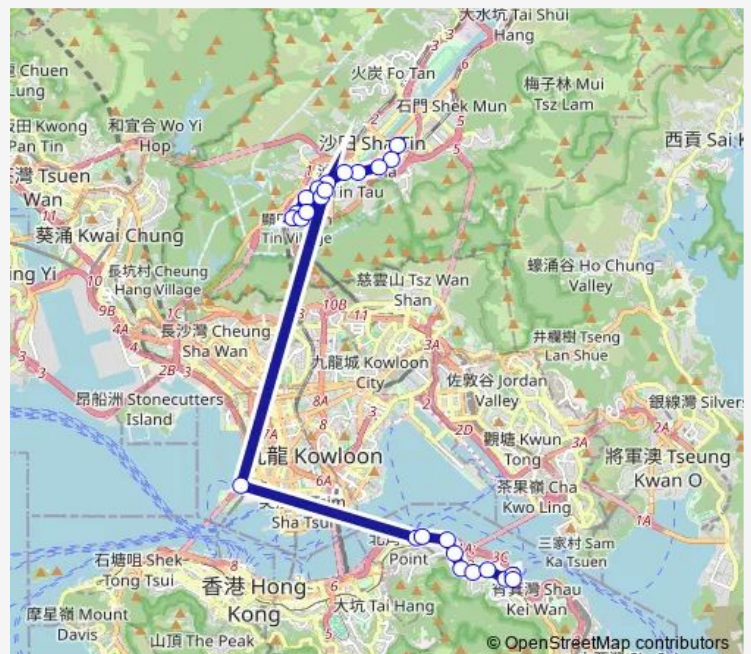 大水坑 Tai Shui
Hang
火炭 Fo Tan
石門 Shek Mun
梅子林 Mui
Tsz Lam
Chuen
Lung
田 Kwong
Pan Tin
和宜合 Wo Yi
Hop
沙田 Sha Tin
西貢 Sai K
灣 Tsuen
Wan
Tin Tau
葵涌 Kwai Chung
Tin Village
ing Yi
長坑村 Cheung
Hang Village
慈雲山 Tsz Wan
Shan
蠔涌谷 Ho Chung
Valley
長沙灣 Cheung
Sha Wan
井欄樹 Tseng
Lan Shue
九龍城 Kowloon
City
佐敦谷 Jordan
Valley
昂船洲 Stonecutters
Island
銀線灣 Silvers
觀塘 Kwun
Tong
九龍 Kowloon
將軍澳 Tseung
Kwan O
茶果嶺 Cha
Kwo Ling
Sha Tsui
Point
三家村 Sam
Ka Tsuen
石塘咀 Shek
Tong Tsui
香港 Hong
Kong
大坑 Tai Hang
筲箕灣 Shau
Kei Wan
摩星嶺 Mount
Davis
山頂 The Peak
© OpenStreetMap contributors